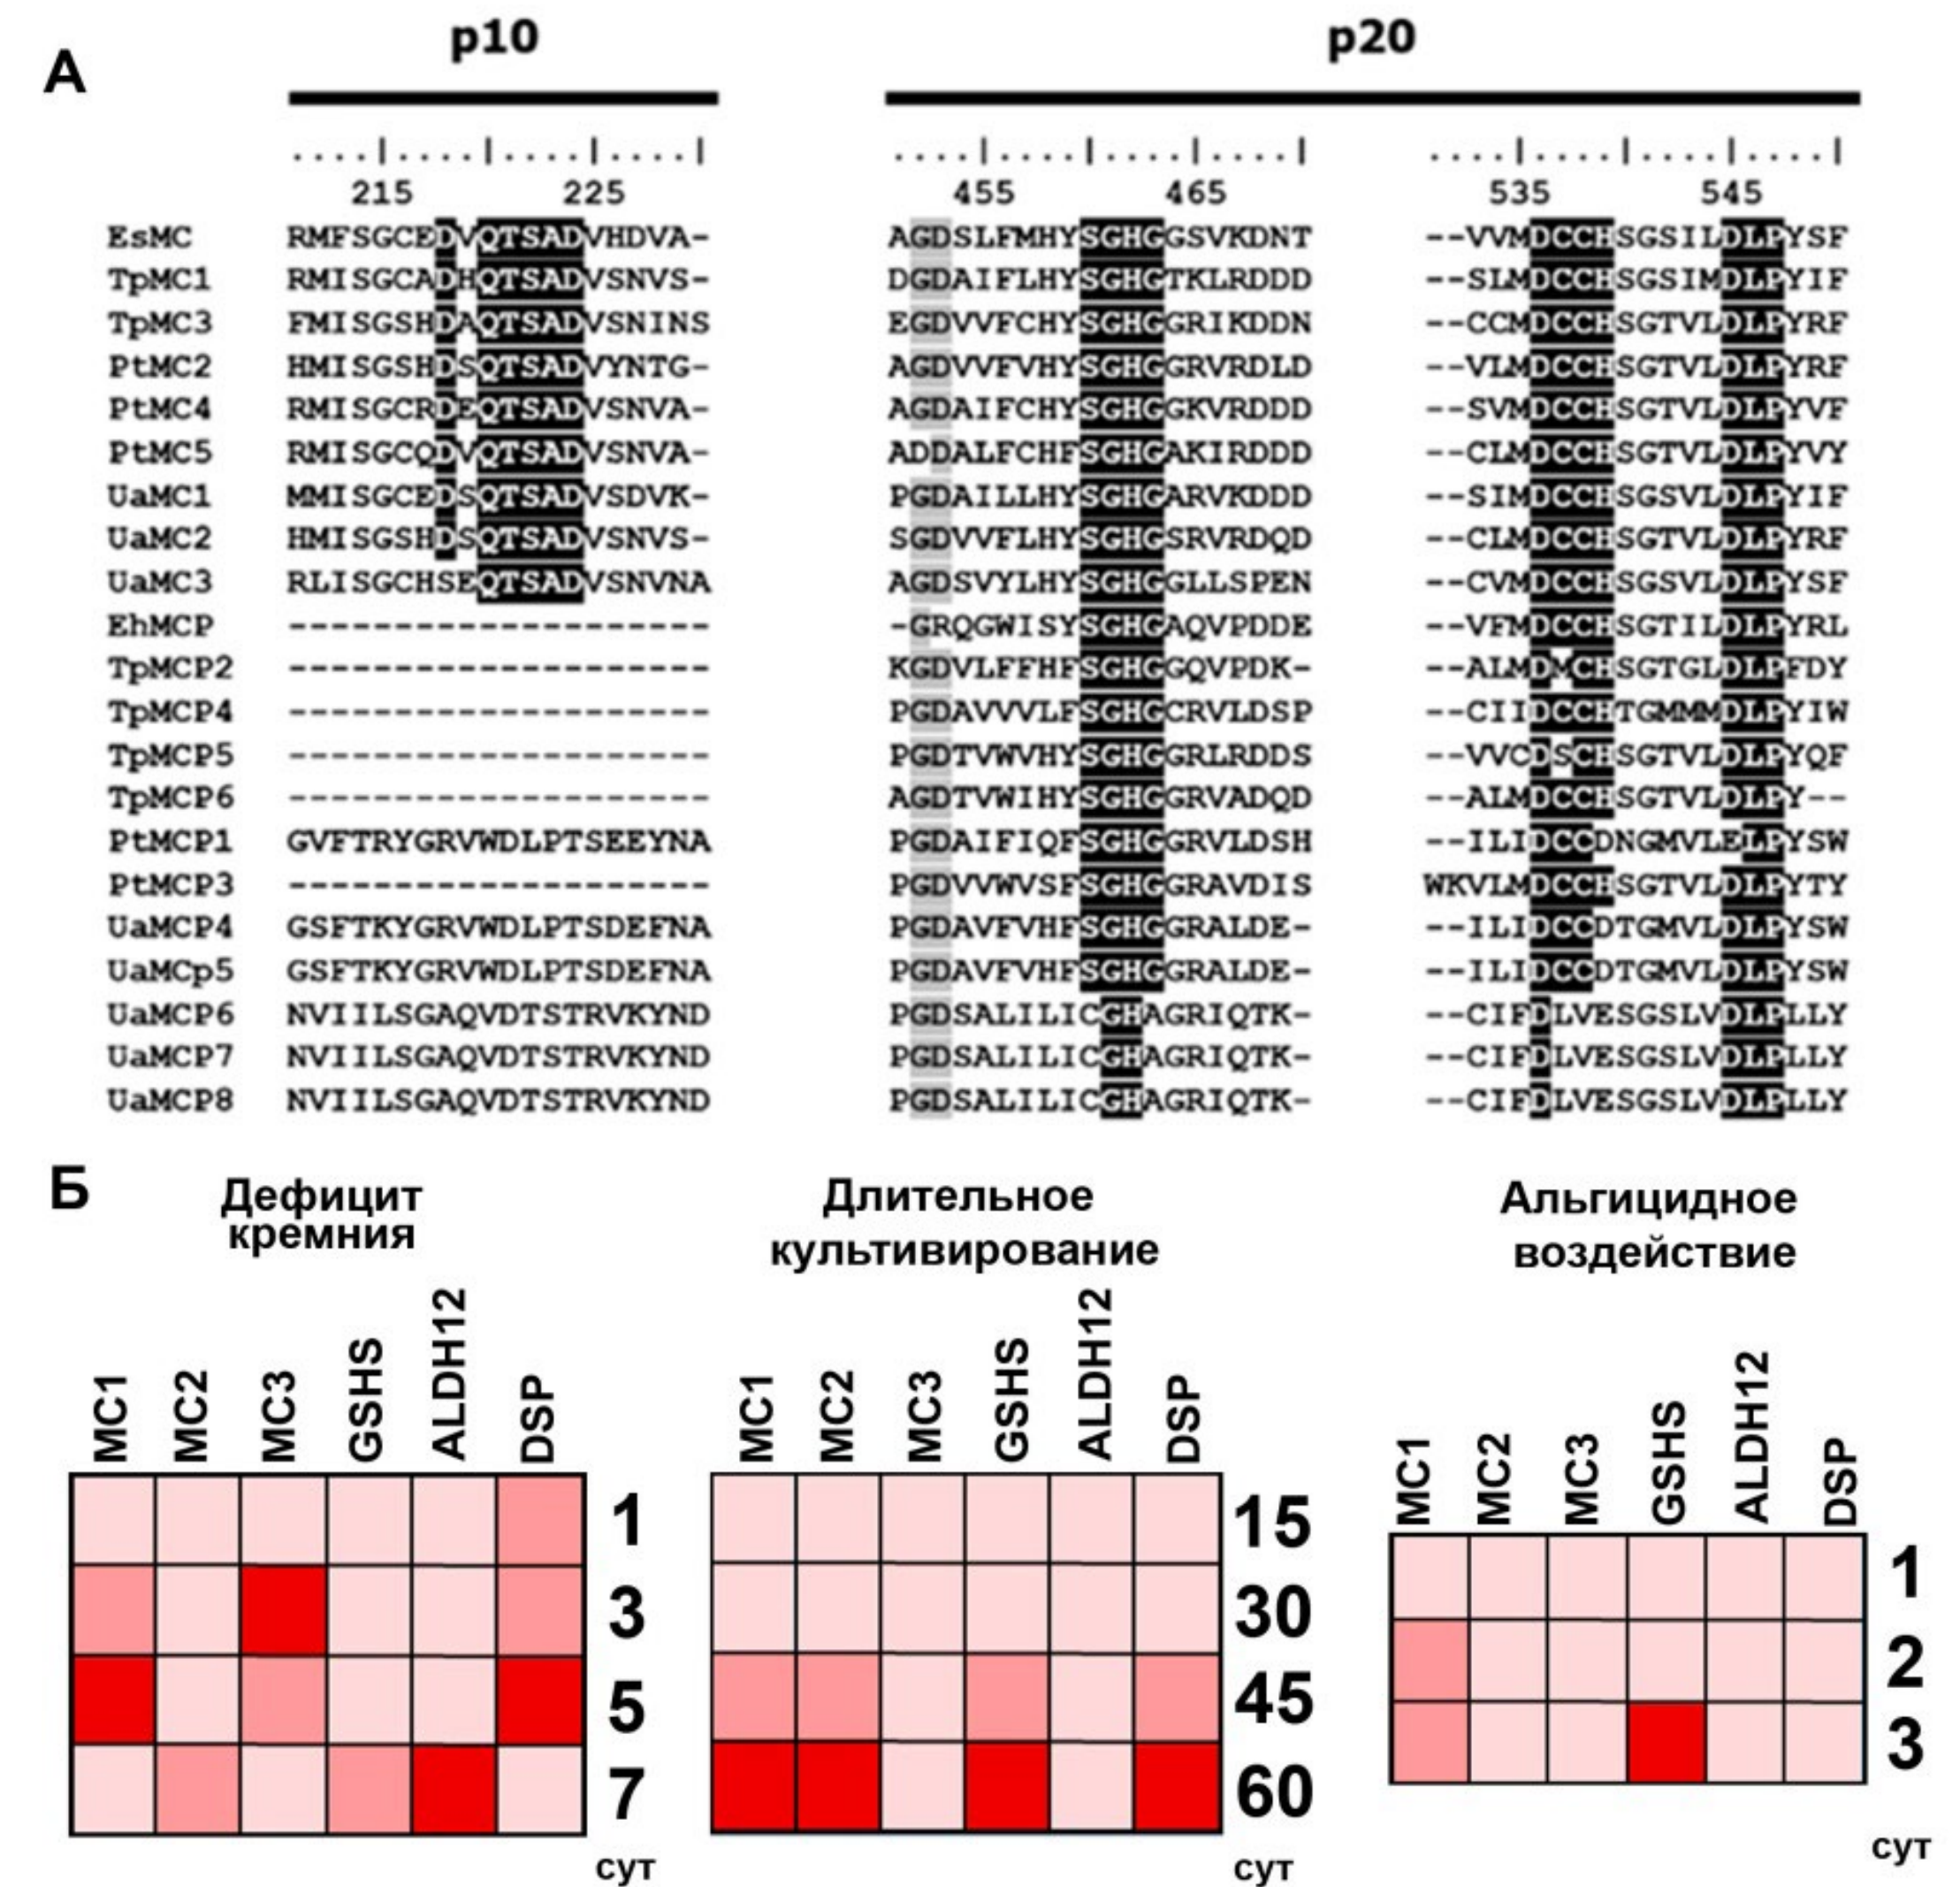 А
p10 p20
....|....|....|....| ....|....|....|....| ....|....|....|....|
215 225 455 465 535 545
EsMC RMFSGCEDVQTSADVHDVA- AGDSLFMHYSGHGGSVKDNT --VVMDCCHSGSILDLPYSF
TpMC1 RMISGCADHQTSADVSNVS- DGDAIFLHYSGHGTKLRDDD --SLMDCCHSGSIMDLPYIF
TpMC3 FMISGSHDAQTSADVSNINS EGDVVFCHYSGHGGRIKDDN --CCMDCCHSGTVLDLPYRF
PtMC2 HMISGSHDSQTSADVYNTG- AGDVVFVHYSGHGGRVRDLD --VLMDCCHSGTVLDLPYRF
PtMC4 RMISGCRDEQTSADVSNVA- AGDAIFCHYSGHGGKVRDDD --SVMDCCHSGTVLDLPYVF
PtMC5 RMISGCQDVQTSADVSNVA- ADDALFCHFSGHGAKIRDDD --CLMDCCHSGTVLDLPYVY
UaMC1 MMISGCEDSQTSADVSDVK- PGDAILLHYSGHGARVKDDD --SIMDCCHSGSVLDLPYIF
UaMC2 HMISGSHDSQTSADVSNVS- SGDVVFLHYSGHGSRVRDQD --CLMDCCHSGTVLDLPYRF
UaMC3 RLISGCHSEQTSADVSNVNA AGDSVYLHYSGHGGLLSPEN --CVMDCCHSGSVLDLPYSF
EhMCP -------------------- -GRQGWISYSGHGAQVPDDE --VFMDCCHSGTILDLPYRL
TpMCP2 -------------------- KGDVLFFHFSGHGGQVPDK- --ALMDMCHSGTGLDLPFDY
TpMCP4 -------------------- PGDAVVVLFSGHGCRVLDSP --CIIDCCHTGMMMDLPYIW
TpMCP5 -------------------- PGDTVWVHYSGHGGRLRDDS --VVCDSCHSGTVLDLPYQF
TpMCP6 -------------------- AGDTVWIHYSGHGGRVADQD --ALMDCCHSGTVLDLPY--
PtMCP1 GVFTRYGRVWDLPTSEEYNA PGDAIFIQFSGHGGRVLDSH --ILIDCCDNGMVLELPYSW
PtMCP3 -------------------- PGDVVWVSFSGHGGRAVDIS WKVLMDCCHSGTVLDLPYTY
UaMCP4 GSFTKYGRVWDLPTSDEFNA PGDAVFVHFSGHGGRALDE- --ILIDCCDTGMVLDLPYSW
UaMCp5 GSFTKYGRVWDLPTSDEFNA PGDAVFVHFSGHGGRALDE- --ILIDCCDTGMVLDLPYSW
UaMCP6 NVIILSGAQVDTSTRVKYND PGDSALILICGHAGRIQTK- --CIFDLVESGSLVDLPLLY
UaMCP7 NVIILSGAQVDTSTRVKYND PGDSALILICGHAGRIQTK- --CIFDLVESGSLVDLPLLY
UaMCP8 NVIILSGAQVDTSTRVKYND PGDSALILICGHAGRIQTK- --CIFDLVESGSLVDLPLLY
Б
Дефицит
кремния
MC1 MC2 MC3 GSHS ALDH12 DSP
1
3
5
7
сут
Длительное
культивирование
MC1 MC2 MC3 GSHS ALDH12 DSP
15
30
45
60
сут
Альгицидное
воздействие
MC1 MC2 MC3 GSHS ALDH12 DSP
1
2
3
сут